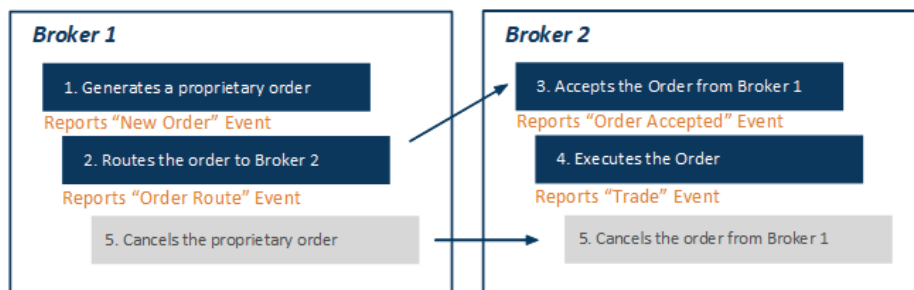 Broker 1
1. Generates a proprietary order
Reports “New Order” Event
2. Routes the order to Broker 2
Reports “Order Route” Event
5. Cancels the proprietary order
Broker 2
3. Accepts the Order from Broker 1
Reports “Order Accepted” Event
4. Executes the Order
Reports “Trade” Event
5. Cancels the order from Broker 1